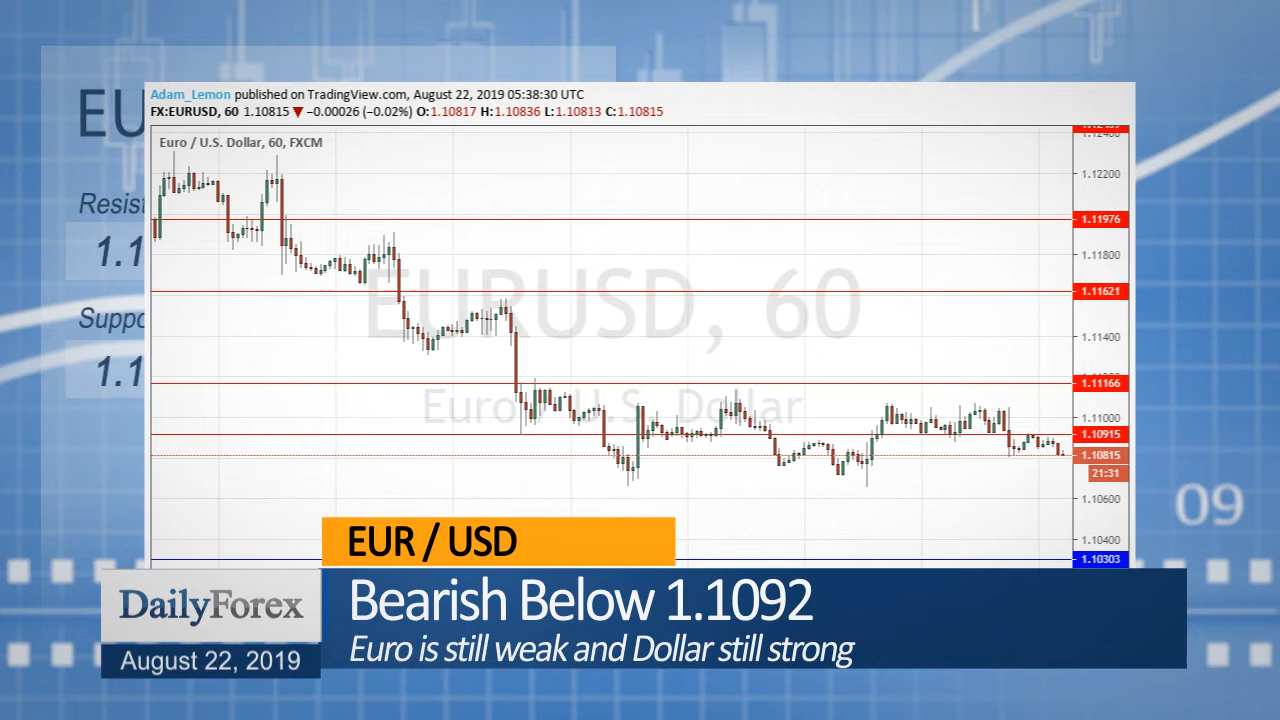 EU
Resist
1.1
Suppo
1.1
Adam_Lemon published on TradingView.com, August 22, 2019 05:38:30 UTC
FX:EURUSD, 60 1.10815 ▼ −0.00026 (−0.02%) O:1.10817 H:1.10836 L:1.10813 C:1.10815
Euro / U.S. Dollar, 60, FXCM
EURUSD, 60
Euro / U.S. Dollar
1.12400
1.12200
1.11976
1.11800
1.11621
1.11400
1.11166
1.11000
1.10915
1.10815
21:31
1.10600
1.10400
1.10303
09
EUR / USD
DailyForex
Bearish Below 1.1092
Euro is still weak and Dollar still strong
August 22, 2019